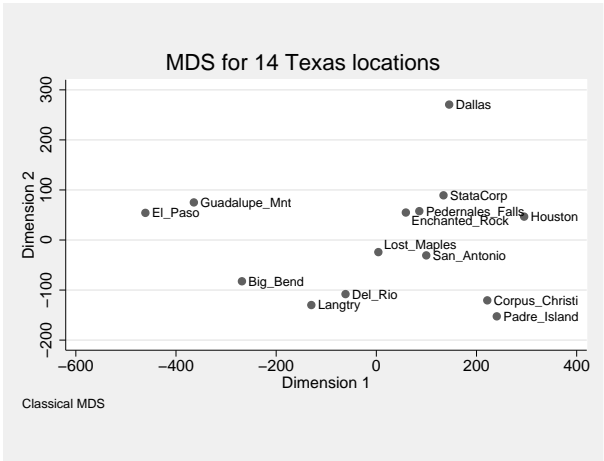 MDS for 14 Texas locations
300
200
100
0
−100
−200
Dimension 2
Dallas
StataCorp
Guadalupe_Mnt
Pedernales_Falls
El_Paso
Enchanted_Rock
Houston
Lost_Maples
San_Antonio
Big_Bend
Del_Rio
Langtry
Corpus_Christi
Padre_Island
−600
−400
−200
0
200
400
Dimension 1
Classical MDS